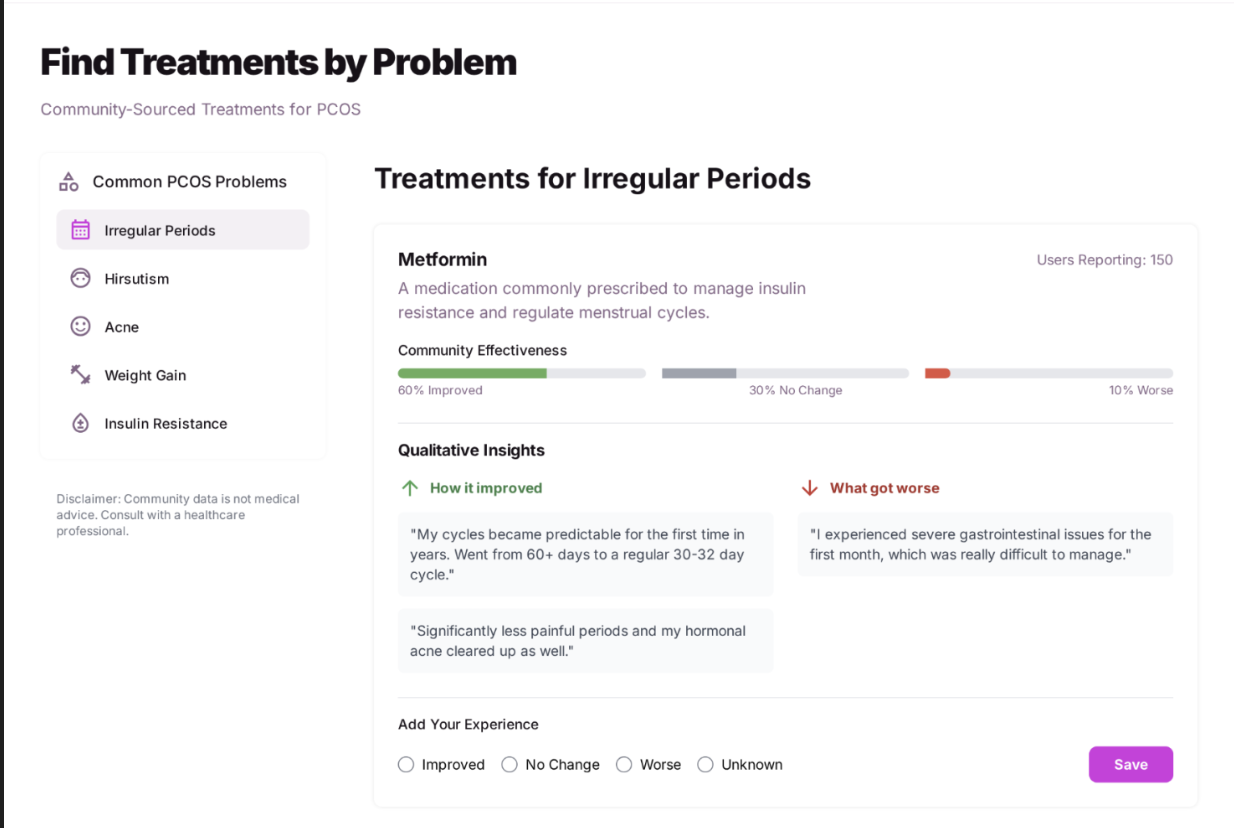 Find Treatments by Problem
Community-Sourced Treatments for PCOS
Common PCOS Problems
Irregular Periods
Hirsutism
Acne
Weight Gain
Insulin Resistance
Disclaimer: Community data is not medical
advice. Consult with a healthcare
professional.
Treatments for Irregular Periods
Metformin
Users Reporting: 150
A medication commonly prescribed to manage insulin
resistance and regulate menstrual cycles.
Community Effectiveness
60% Improved
30% No Change
10% Worse
Qualitative Insights
How it improved
"My cycles became predictable for the first time in
years. Went from 60+ days to a regular 30-32 day
cycle."
"Significantly less painful periods and my hormonal
acne cleared up as well."
What got worse
"I experienced severe gastrointestinal issues for the
first month, which was really difficult to manage."
Add Your Experience
Improved
No Change
Worse
Unknown
Save